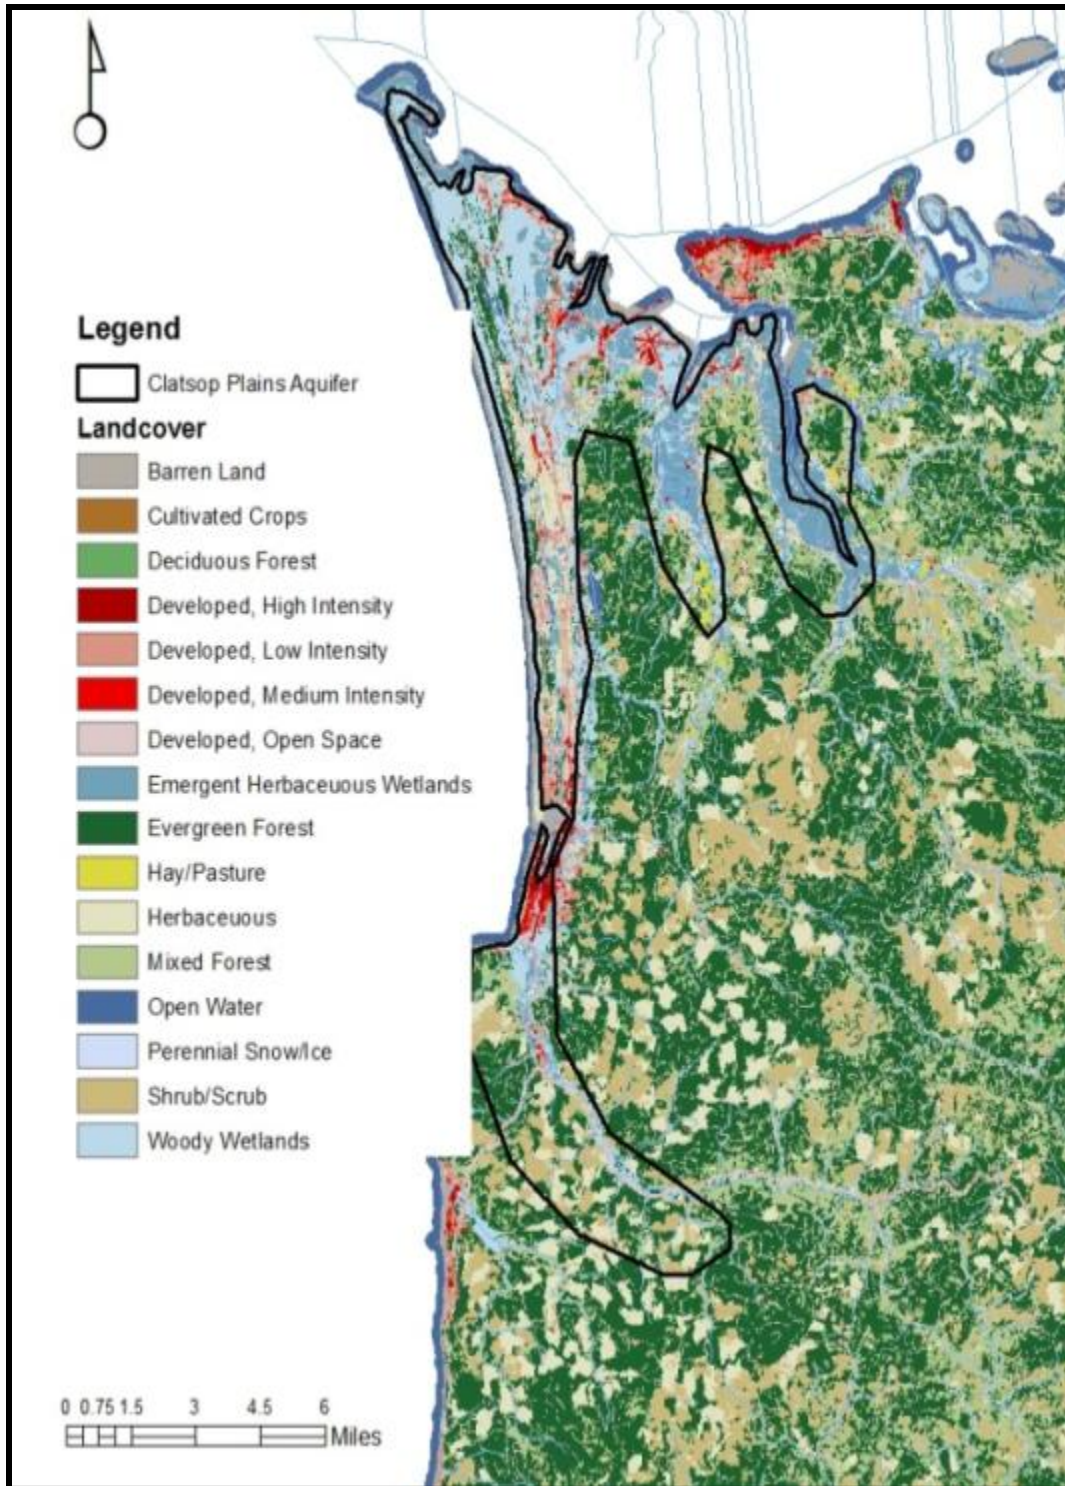 Legend
Clatsop Plains Aquifer
Landcover
Barren Land
Cultivated Crops
Deciduous Forest
Developed, High Intensity
Developed, Low Intensity
Developed, Medium Intensity
Developed, Open Space
Emergent Herbaceuous Wetlands
Evergreen Forest
Hay/Pasture
Herbaceuous
Mixed Forest
Open Water
Perennial Snow/Ice
Shrub/Scrub
Woody Wetlands
0 0.75 1.5 3 4.5 6
Miles